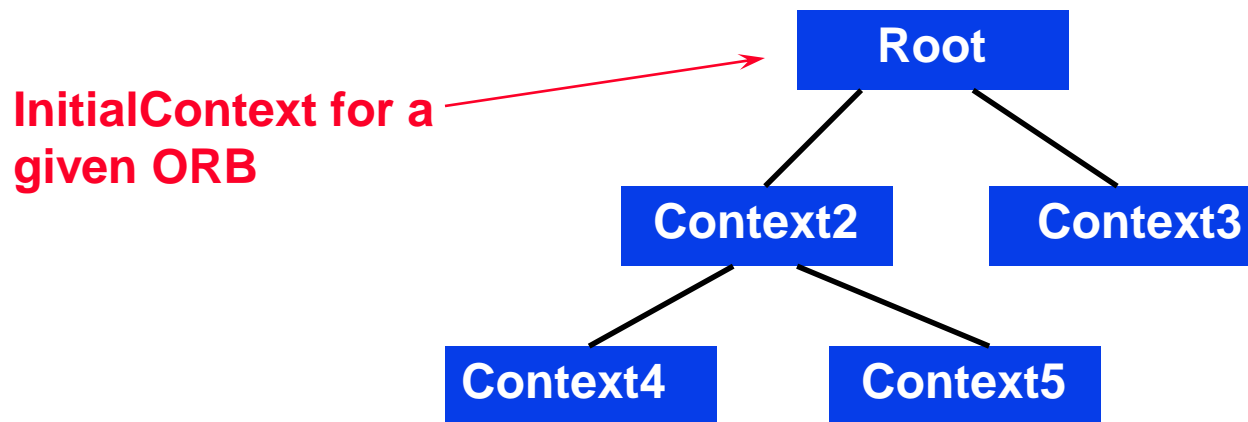 Root
InitialContext for a
given ORB
Context2
Context3
Context4
Context5